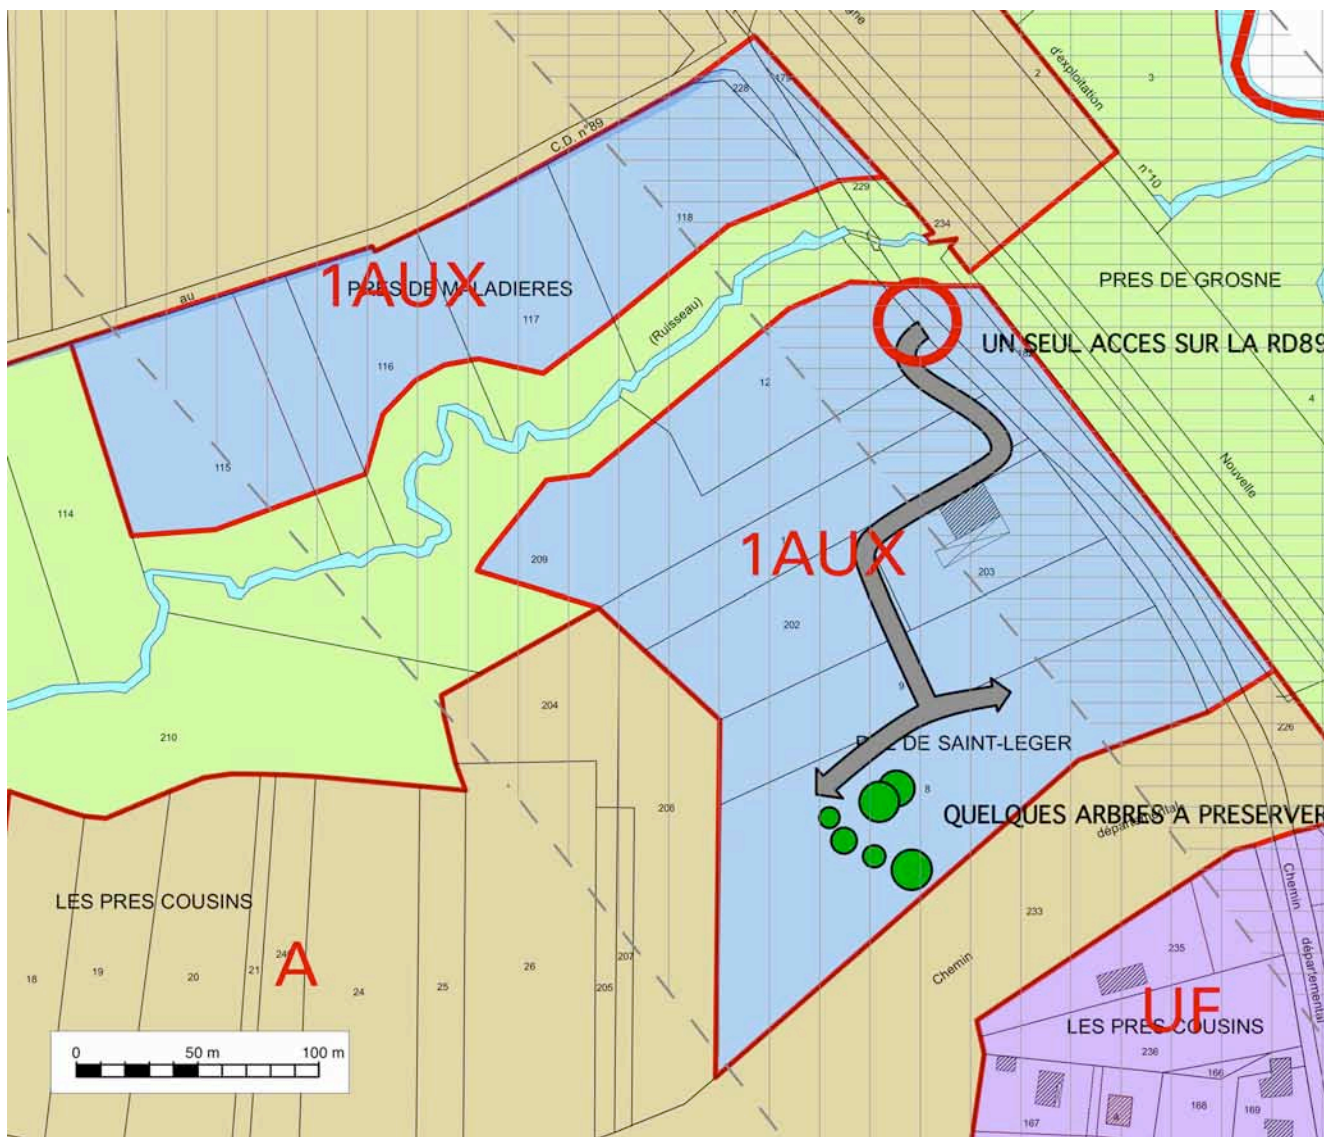 d'exploitation
2
3
179
228
C.D. n°89
n°10
229
118
234
PRES DE GROSNE
1AUX
PRES DE MALADIERES
au
117
(Ruisseau)
UN SEUL ACCES SUR LA RD89
116
12
4
115
Nouvelle
114
1AUX
209
203
202
9
204
210
PRE DE SAINT-LEGER
226
208
8
QUELQUES ARBRES A PRESERVER
départemental
Chemin
LES PRES COUSINS
233
235
A
207
26
Chemin
départemental
18
19
20
21
24
25
205
UF
LES PRES COUSINS
236
0 50 m 100 m
166
167
168
169